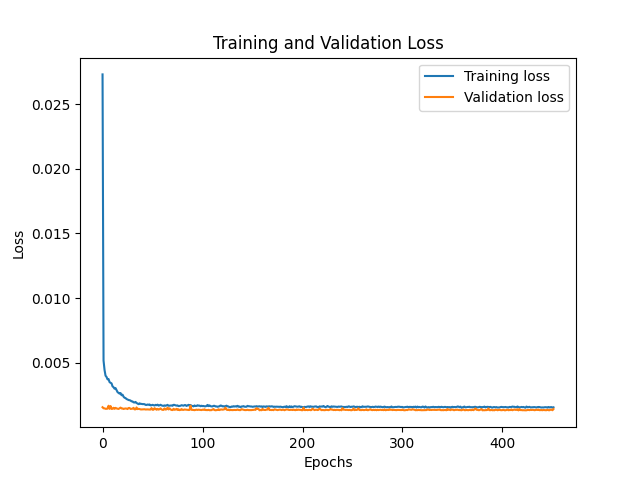 Training and Validation Loss
Training loss
Validation loss
0.025
0.020
0.015
0.010
0.005
Loss
0
100
200
300
400
Epochs